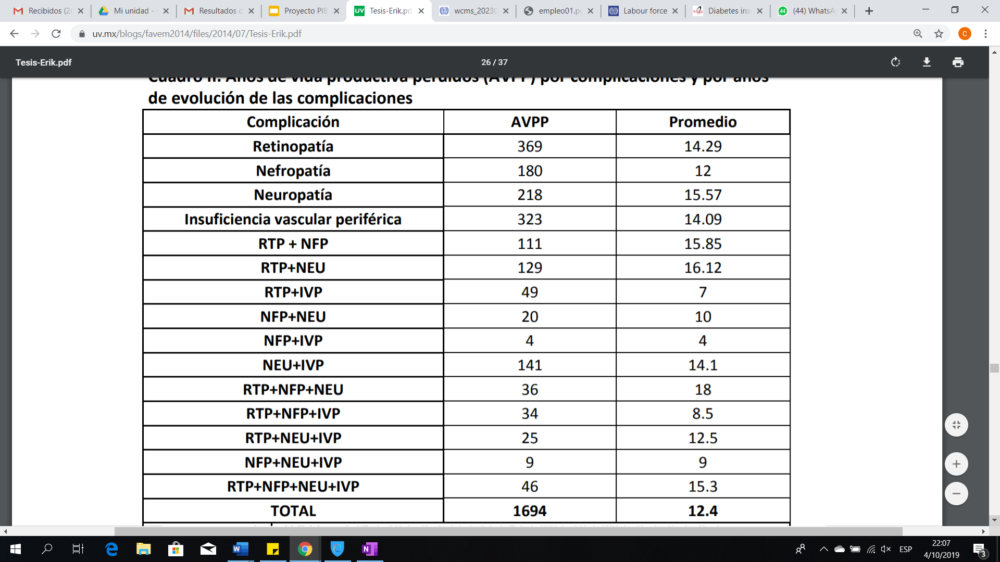 Recibidos (2
Mi unidad -
Resultados d
Proyecto PIB
Tesis-Erik.pd
wcms_20230
empleo01.p
Labour force
Diabetes ins
(44) WhatsA
uv.mx/blogs/favem2014/files/2014/07/Tesis-Erik.pdf
C
Tesis-Erik.pdf
26 / 37
Cuadro II. Años de vida productiva perdidos (AVPP) por complicaciones y por años
de evolución de las complicaciones
Complicación AVPP Promedio
Retinopatía 369 14.29
Nefropatía 180 12
Neuropatía 218 15.57
Insuficiencia vascular periférica 323 14.09
RTP + NFP 111 15.85
RTP+NEU 129 16.12
RTP+IVP 49 7
NFP+NEU 20 10
NFP+IVP 4 4
NEU+IVP 141 14.1
RTP+NFP+NEU 36 18
RTP+NFP+IVP 34 8.5
RTP+NEU+IVP 25 12.5
NFP+NEU+IVP 9 9
RTP+NFP+NEU+IVP 46 15.3
TOTAL 1694 12.4
ESP
22:07
4/10/2019
3